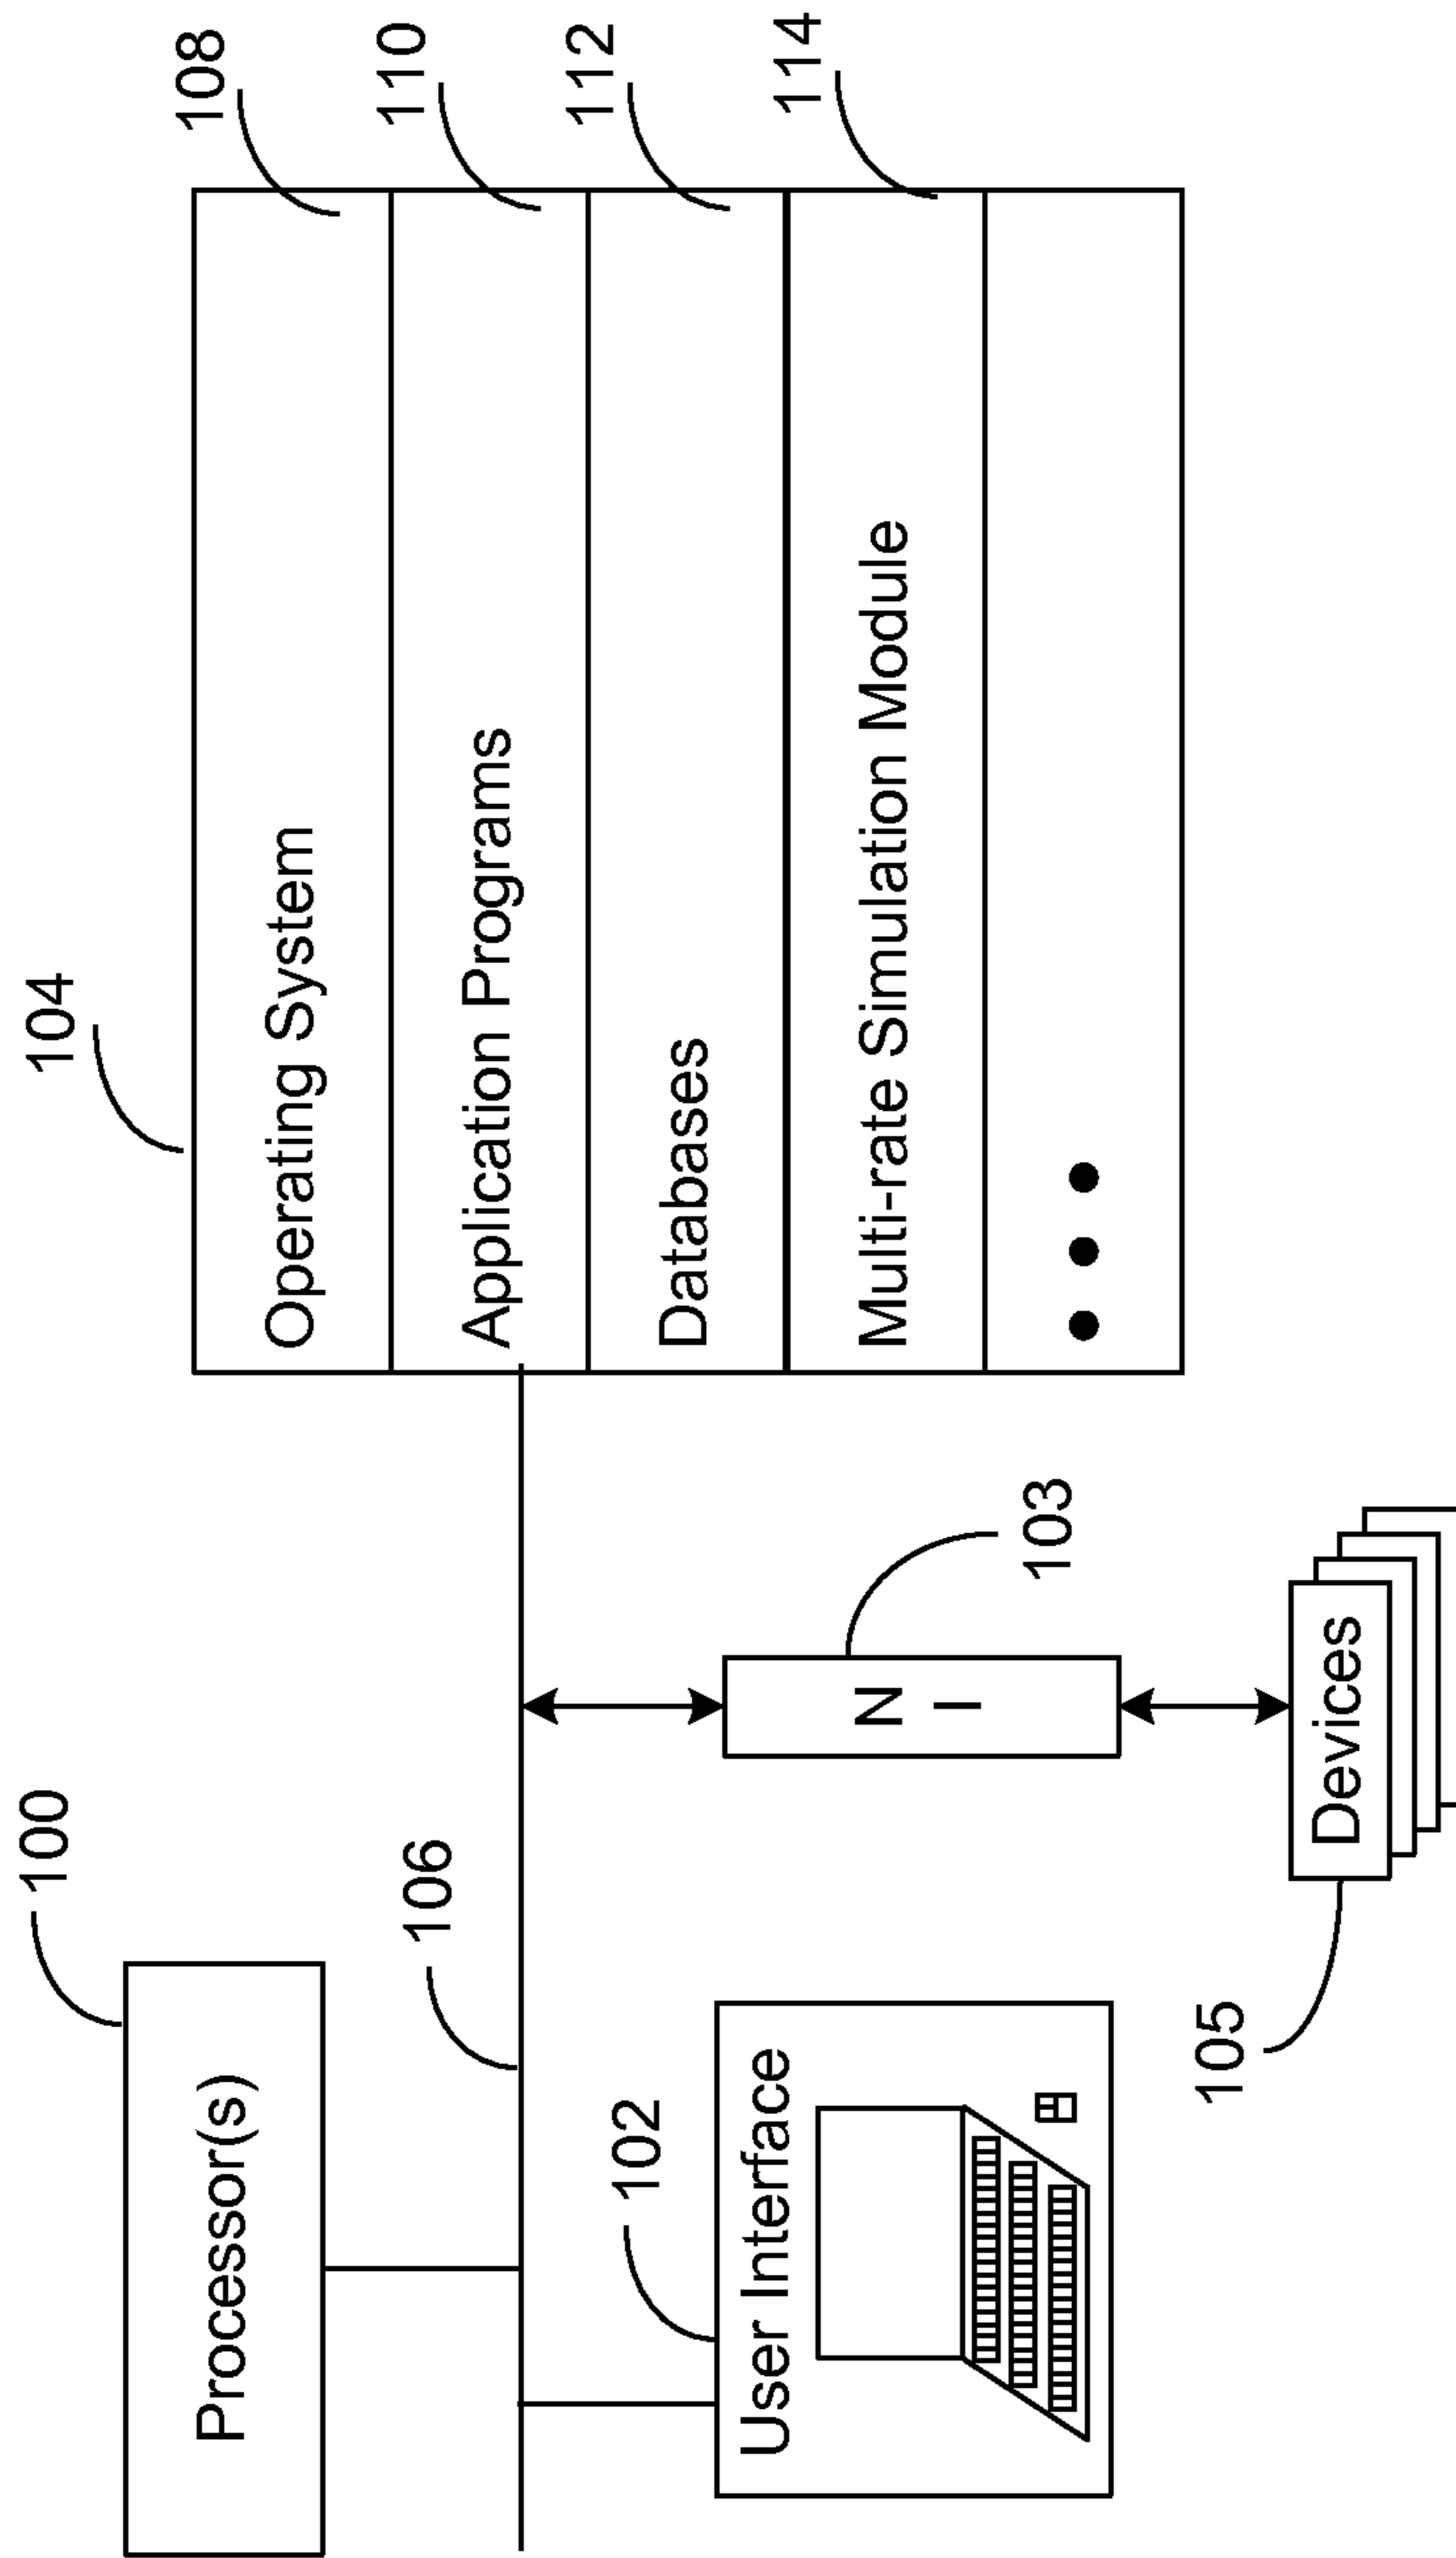 100
Processor(s)
106
102
User Interface
N
I
103
105
Devices
104
108
Operating System
110
Application Programs
112
Databases
114
Multi-rate Simulation Module